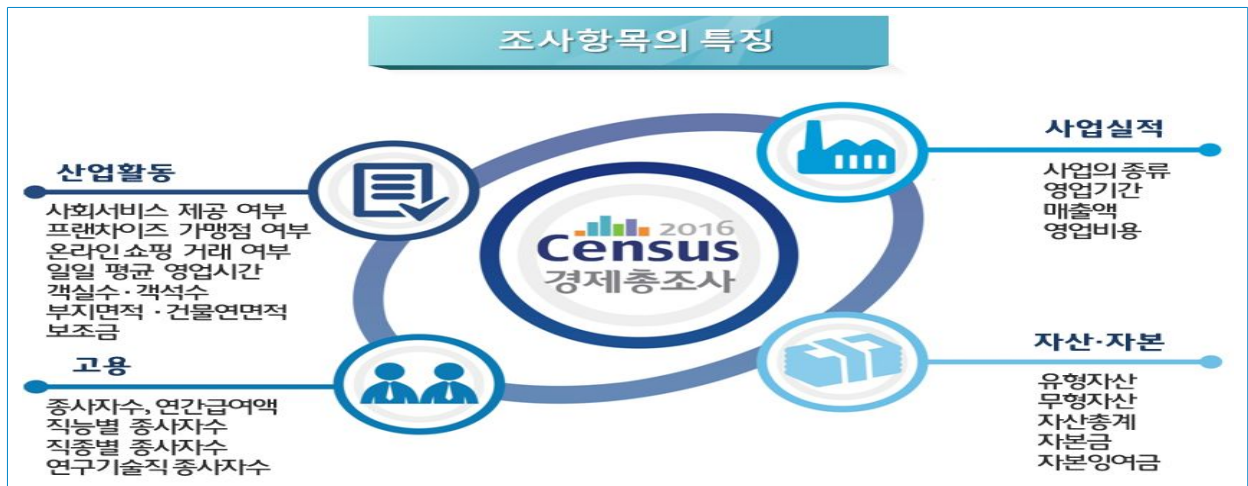 조사항목의 특징
산업활동
사회서비스 제공 여부
프랜차이즈 가맹점 여부
온라인 쇼핑 거래 여부
일일 평균 영업시간
객실수·객석수
부지면적·건물연면적
보조금
고용
종사자수, 연간급여액
직능별 종사자수
직종별 종사자수
연구기술직 종사자수
2016
Census
경제총조사
사업실적
사업의 종류
영업기간
매출액
영업비용
자산·자본
유형자산
무형자산
자산총계
자본금
자본잉여금